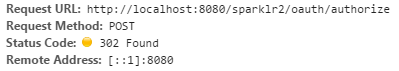 Request URL: http://localhost:8080/sparklr2/oauth/authorize
Request Method: POST
Status Code: 302 Found
Remote Address: [::1]:8080